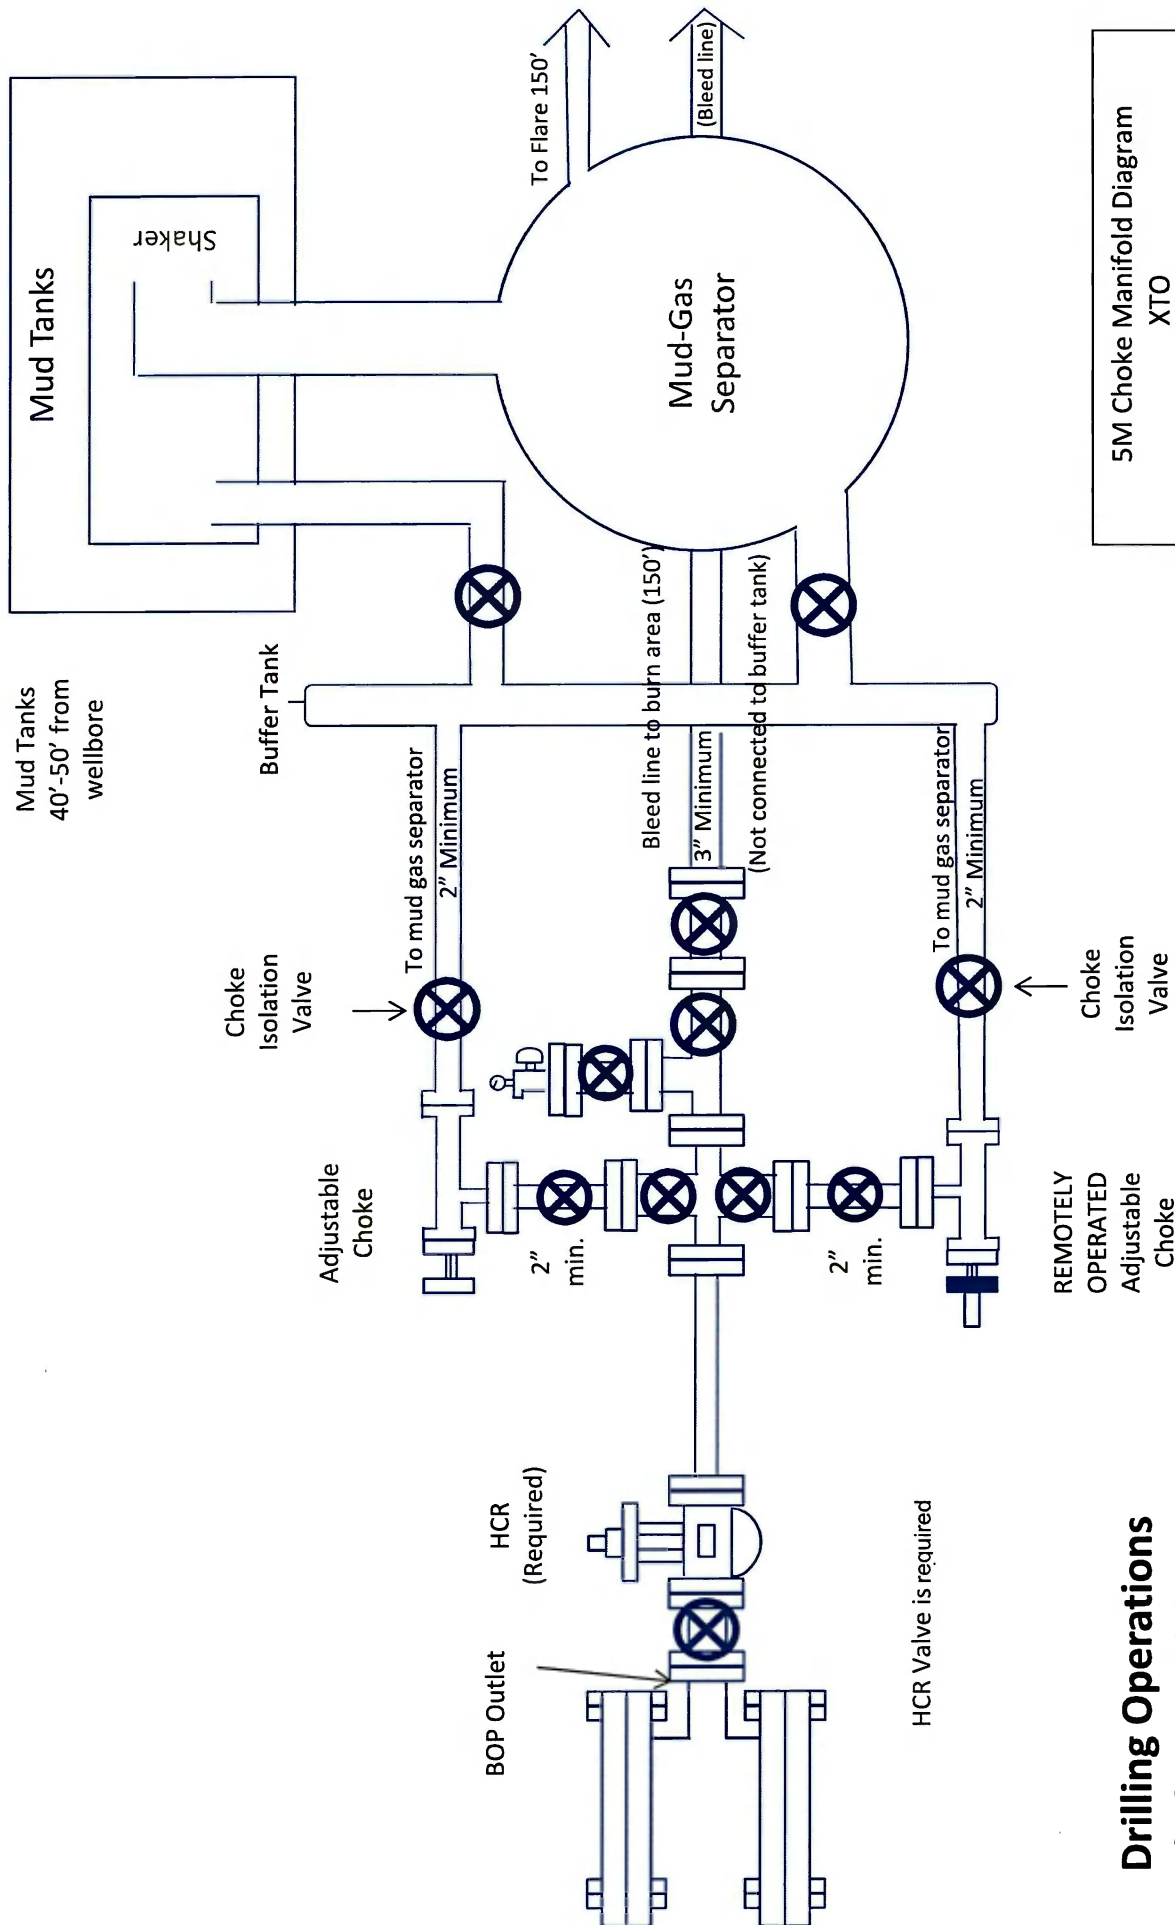 Mud Tanks
40'-50' from
wellbore
Mud Tanks
Shaker
Buffer Tank
Choke
Isolation
Valve
Adjustable
Choke
To mud gas separator
2" Minimum
BOP Outlet
HCR
(Required)
2"
min.
To Flare 150'
Bleed line to burn area (150')
3" Minimum
(Not connected to buffer tank)
Mud-Gas
Separator
(Bleed line)
2"
min.
HCR Valve is required
To mud gas separator
2" Minimum
REMOTELY
OPERATED
Adjustable
Choke
Choke
Isolation
Valve
Drilling Operations
5M Choke Manifold Diagram
XTO